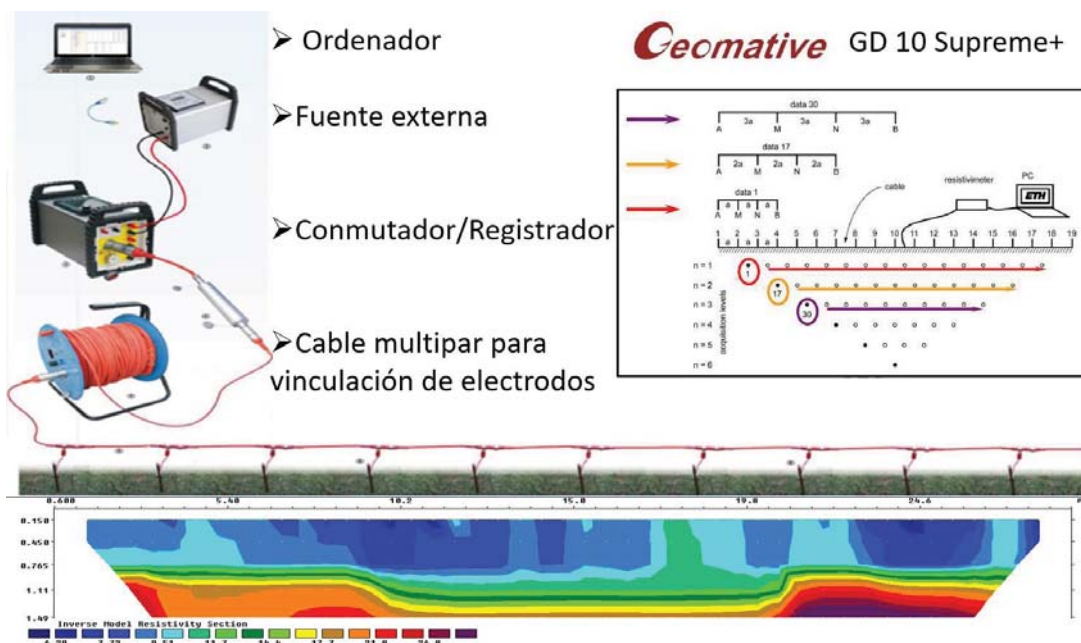 ➢ Ordenador
➢ Fuente externa
➢ Conmutador/Registrador
➢ Cable multipar para
vinculación de electrodos
Geomative GD 10 Supreme+
data 30
3a 3a 3a
A M N B
data 17
2a 2a 2a
A M N B
data 1
a a a
A M N B
cable
resistivimeter
PC
ETH
1 2 3 4 5 6 7 8 9 10 11 12 13 14 15 16 17 18 19
a a a
acquisition levels
n = 1
1
n = 2
17
n = 3
30
n = 4
n = 5
n = 6
0.600 5.40 10.2 15.0 19.8 24.6
0.150
0.450
0.765
1.11
1.49
Inverse Model Resistivity Section